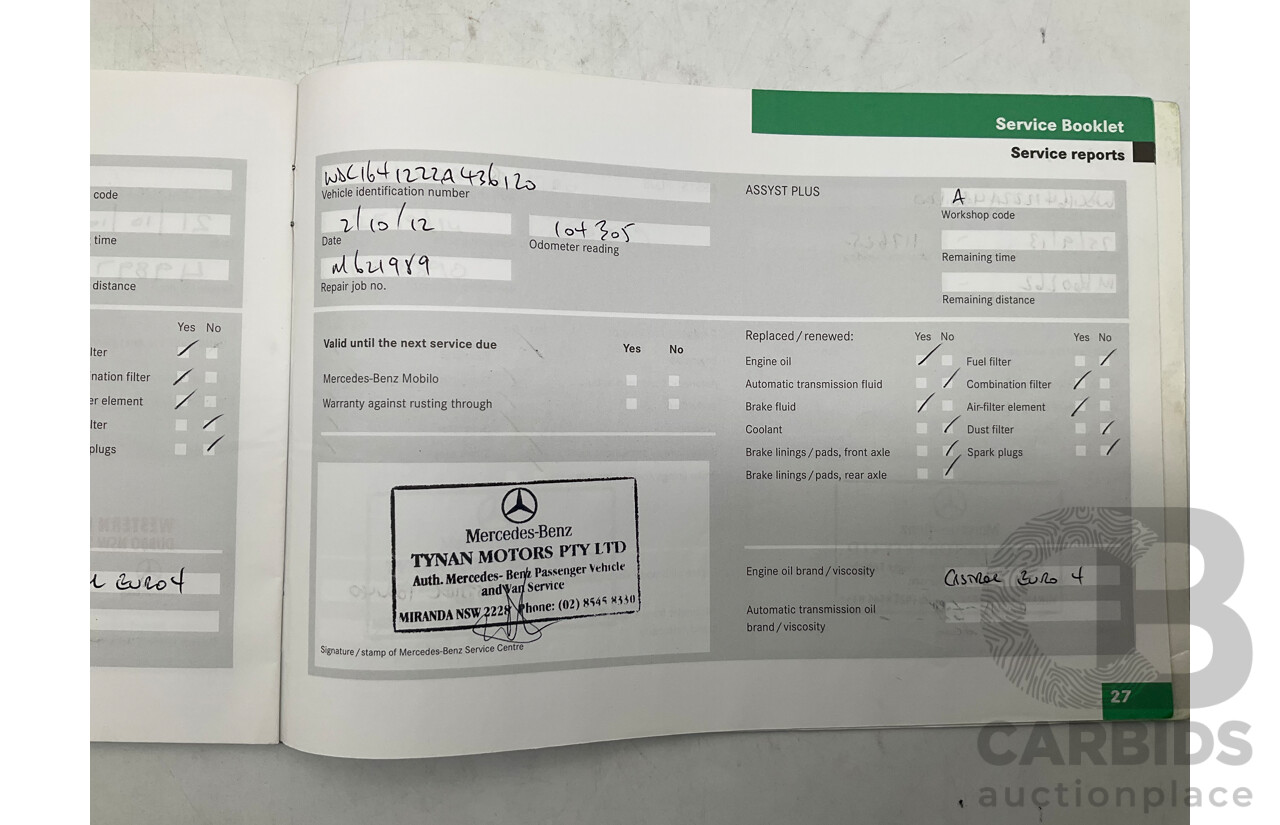 code
time
distance
Yes No
lter
nation filter
er element
lter
plugs
EURO 4
Service Booklet
Service reports
WDC1641222A436120
Vehicle identification number
2/10/12
Date
104305
Odometer reading
M621989
Repair job no.
ASSYST PLUS
A
Workshop code
Remaining time
Remaining distance
Valid until the next service due
Yes No
Mercedes-Benz Mobilo
Warranty against rusting through
Mercedes-Benz
TYNAN MOTORS PTY LTD
Auth. Mercedes-Benz Passenger Vehicle
and Van Service
MIRANDA NSW 2228 Phone: (02) 8545 8330
Signature / stamp of Mercedes-Benz Service Centre
Replaced / renewed:
Yes No
Engine oil
Automatic transmission fluid
Brake fluid
Coolant
Brake linings / pads, front axle
Brake linings / pads, rear axle
Yes No
Fuel filter
Combination filter
Air-filter element
Dust filter
Spark plugs
Engine oil brand / viscosity
CASTROL EURO 4
Automatic transmission oil
brand / viscosity
27
CARBIDS
auctionplace